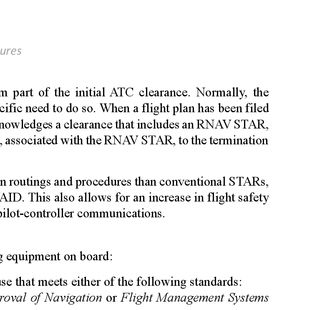 ures
m part of the initial ATC clearance. Normally, the
cific need to do so. When a flight plan has been filed
nowledges a clearance that includes an RNAV STAR,
, associated with the RNAV STAR, to the termination
n routings and procedures than conventional STARs,
AID. This also allows for an increase in flight safety
pilot-controller communications.
g equipment on board:
use that meets either of the following standards:
roval of Navigation or Flight Management Systems